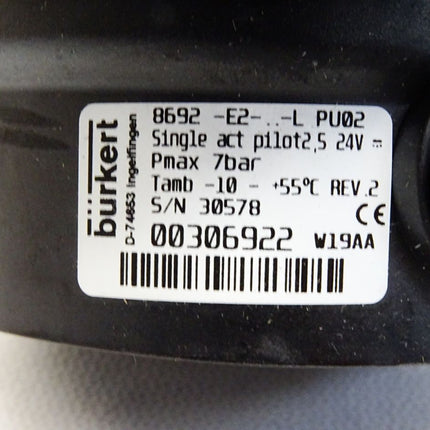 bürkert
D-74653 Ingelfingen
8692 -E2-..-L PU02
Single act pilot2,5 24V ⎓
Pmax 7bar
Tamb -10 - +55°C REV.2
S/N 30578
CE
00306922 W19AA